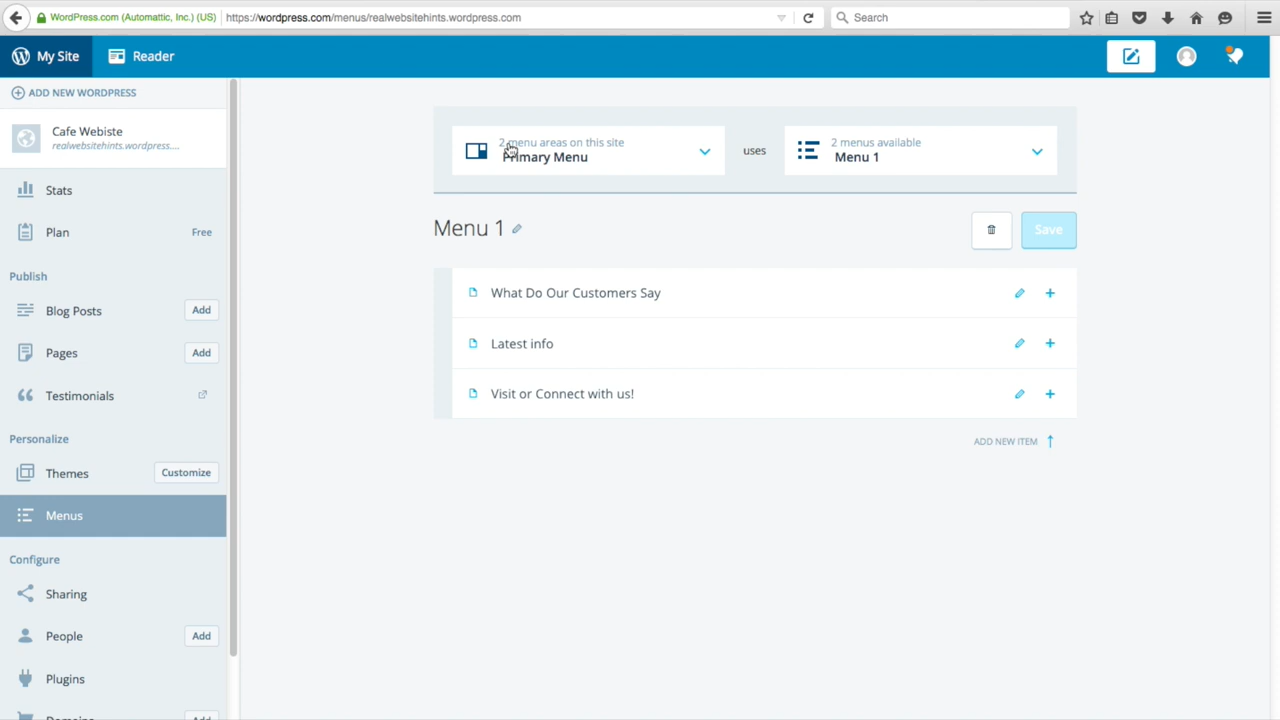 WordPress.com (Automattic, Inc.) (US)
https://wordpress.com/menus/realwebsitehints.wordpress.com
Search
My Site
Reader
ADD NEW WORDPRESS
Cafe Webiste
realwebsitehints.wordpress....
2 menu areas on this site
Primary Menu
uses
2 menus available
Menu 1
Stats
Plan
Free
Menu 1
Save
Publish
Blog Posts
Add
What Do Our Customers Say
Pages
Add
Latest info
Testimonials
Visit or Connect with us!
Personalize
ADD NEW ITEM
Themes
Customize
Menus
Configure
Sharing
People
Add
Plugins
Domains
Add